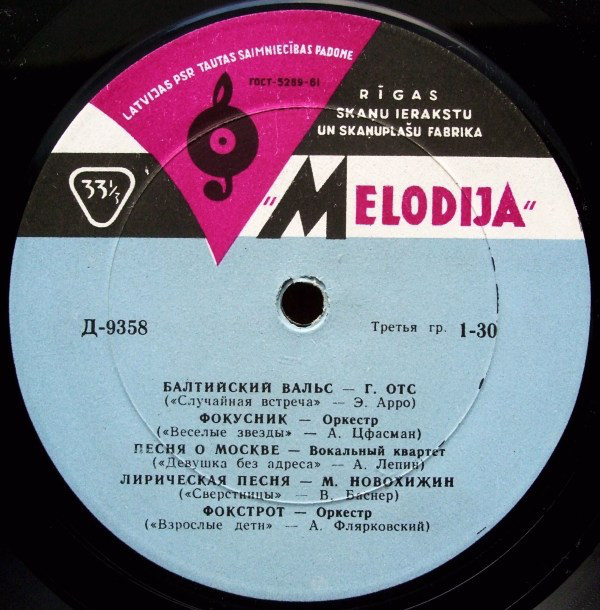 LATVIJAS PSR TAUTAS SAIMNIECĪBAS PADOME
ГОСТ-5289-61
RĪGAS
SKAŅU IERAKSTU
UN SKAŅUPLAŠU FABRIKA
33⅓
"MELODIJA"
Д-9358
Третья гр. 1-30
БАЛТИЙСКИЙ ВАЛЬС — Г. ОТС
(«Случайная встреча» — Э. Арро)
ФОКУСНИК — Оркестр
(«Веселые звезды» — А. Цфасман)
ПЕСНЯ О МОСКВЕ — Вокальный квартет
(«Девушка без адреса» — А. Лепин)
ЛИРИЧЕСКАЯ ПЕСНЯ — М. НОВОХИЖИН
(«Сверстницы» — В. Баснер)
ФОКСТРОТ — Оркестр
(«Взрослые дети» — А. Флярковский)